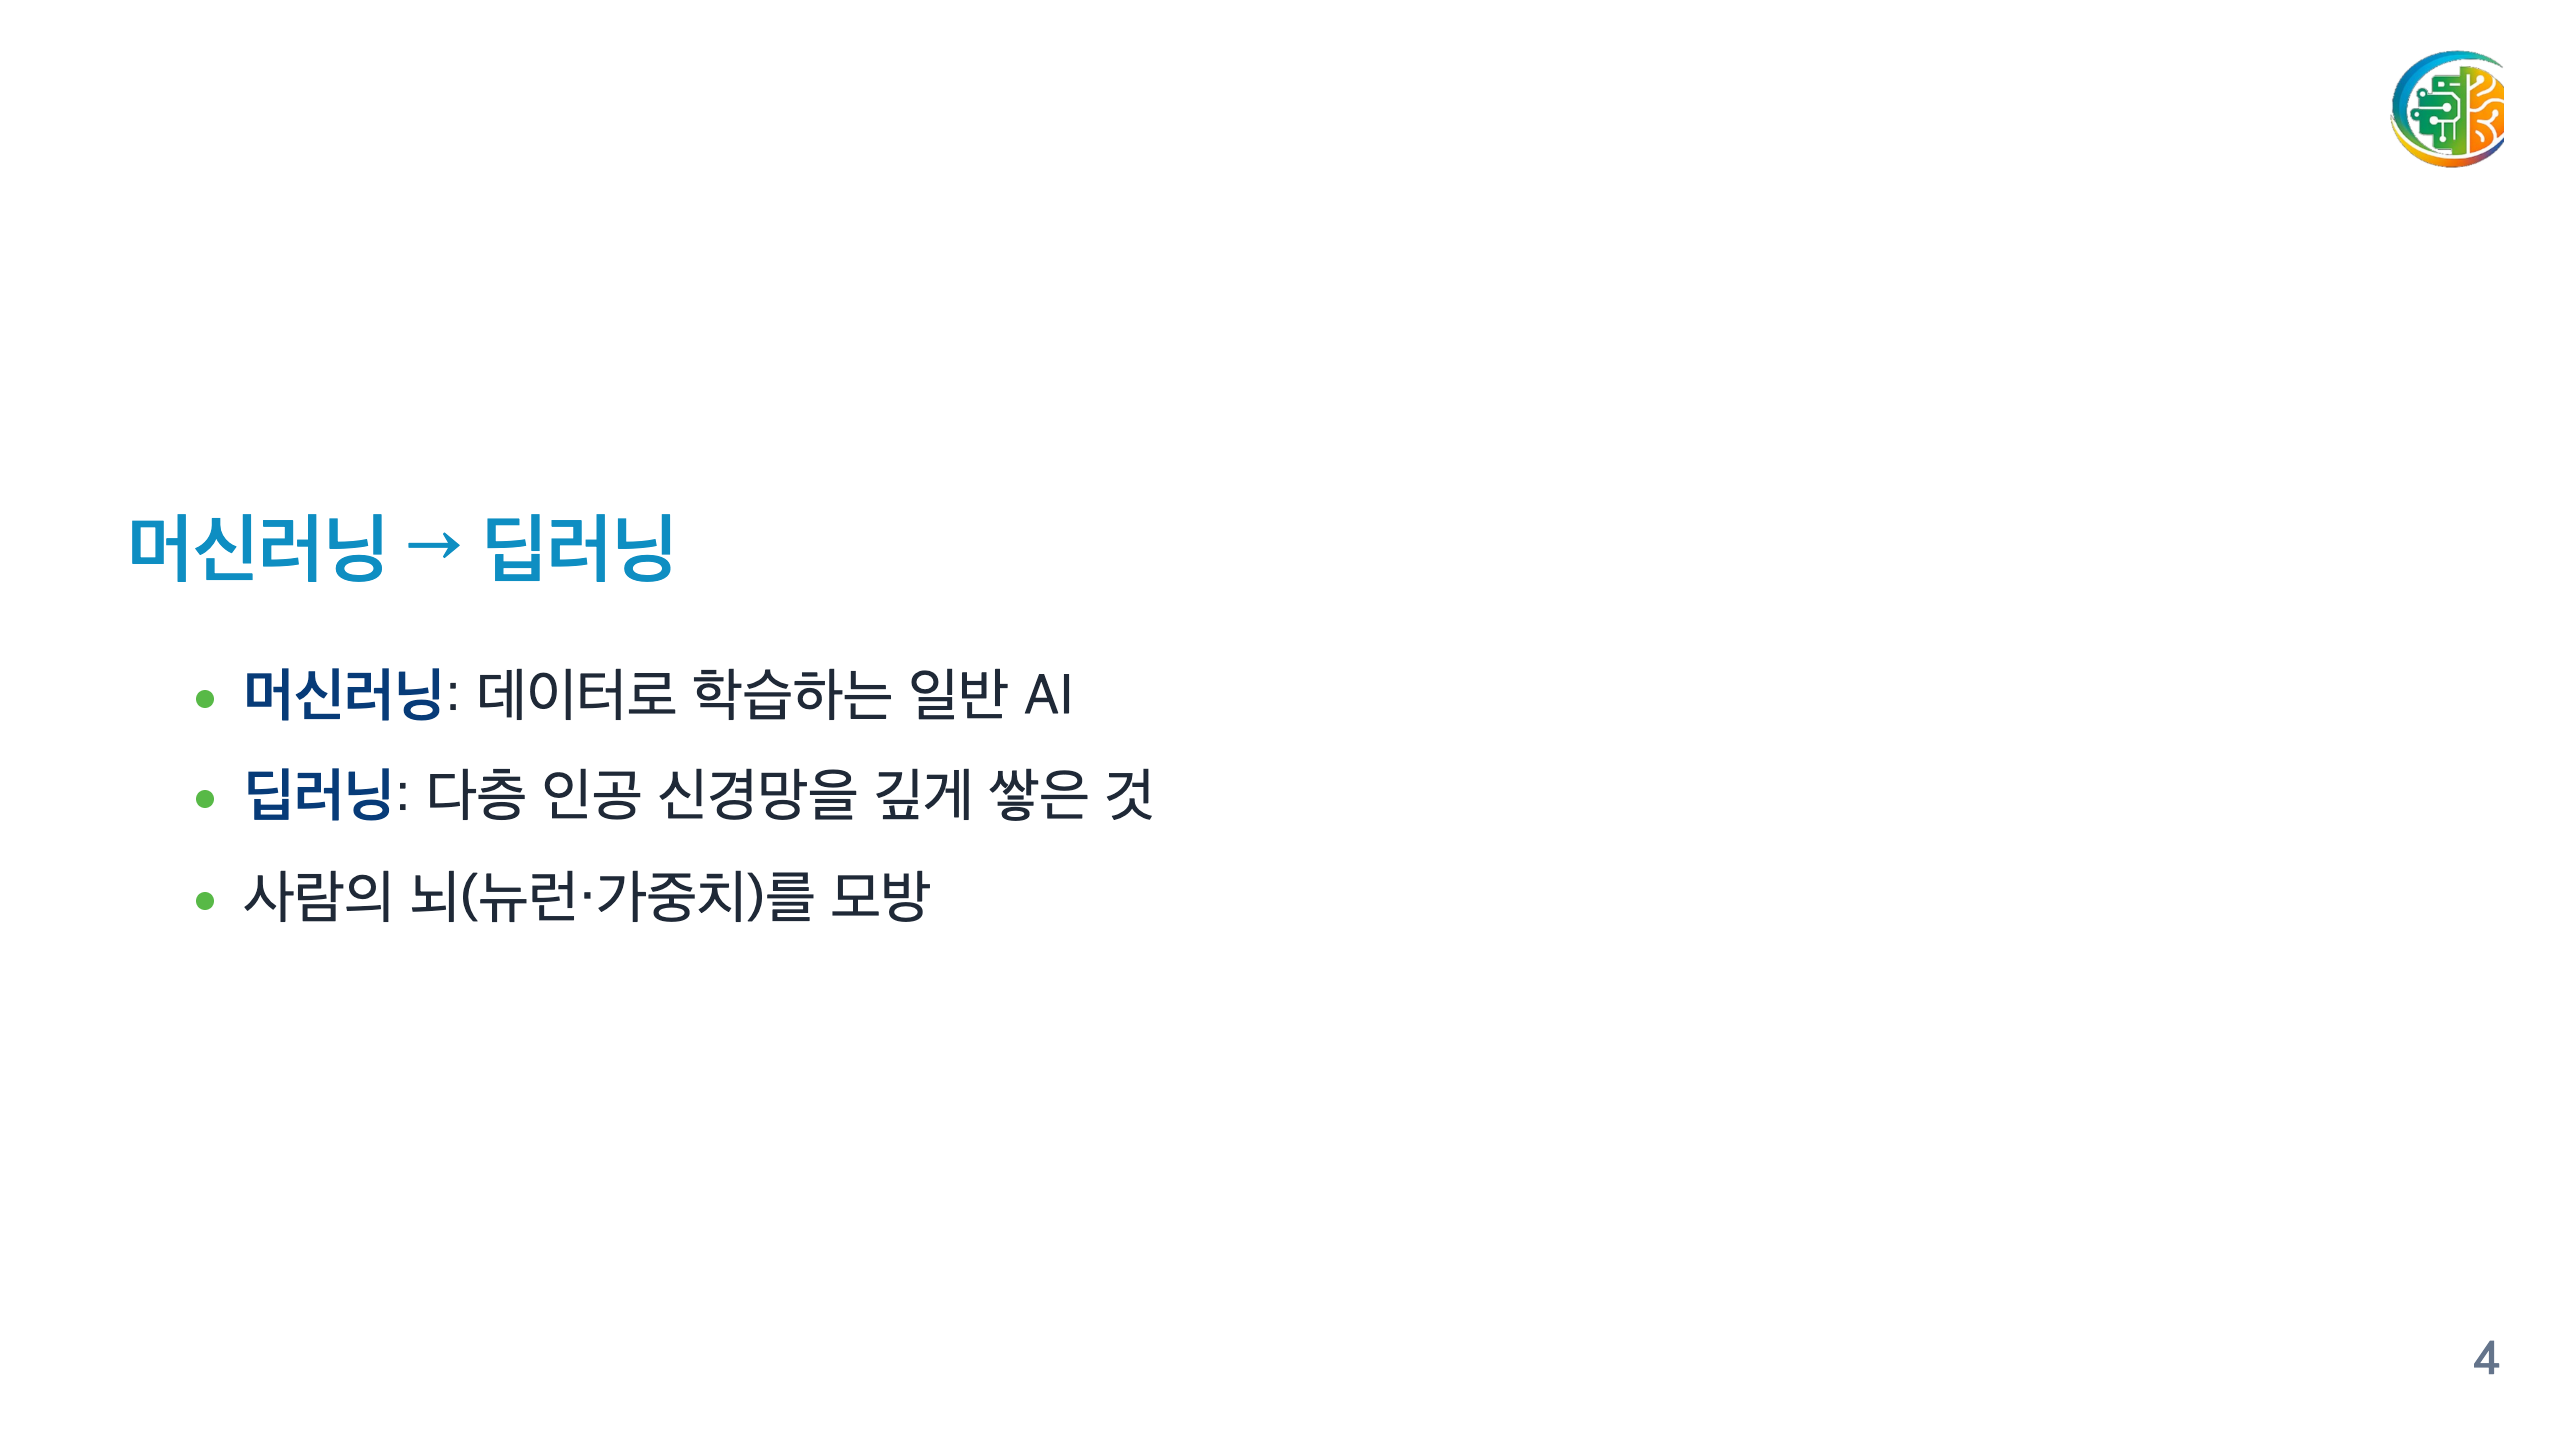 머신러닝 → 딥러닝
• 머신러닝: 데이터로 학습하는 일반 AI
• 딥러닝: 다층 인공 신경망을 깊게 쌓은 것
• 사람의 뇌(뉴런·가중치)를 모방
4